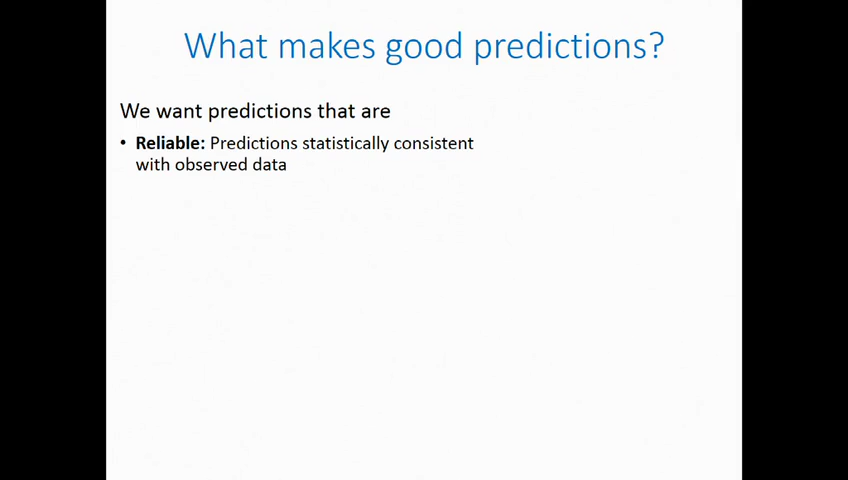 What makes good predictions?
We want predictions that are
• Reliable: Predictions statistically consistent
with observed data